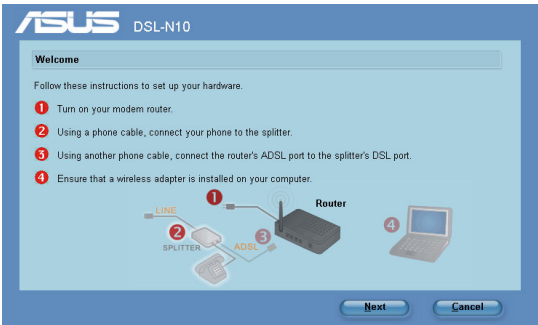 ASUS DSL-N10
Welcome
Follow these instructions to set up your hardware.
1 Turn on your modem router.
2 Using a phone cable, connect your phone to the splitter.
3 Using another phone cable, connect the router's ADSL port to the splitter's DSL port.
4 Ensure that a wireless adapter is installed on your computer.
1 Router
LINE
2 3 4
SPLITTER ADSL
Next Cancel